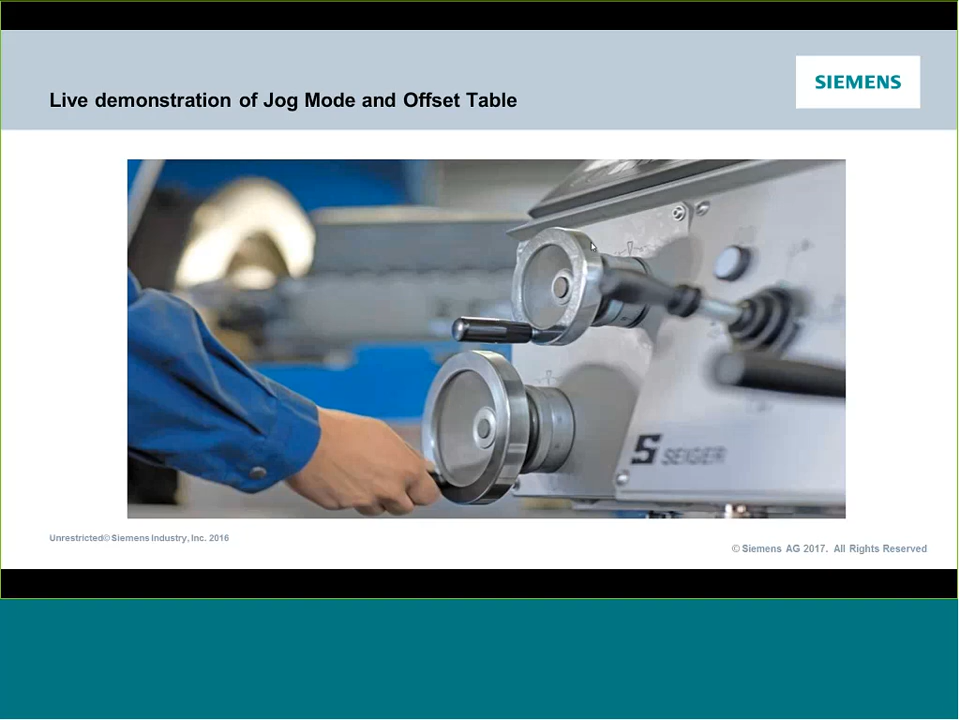 Live demonstration of Jog Mode and Offset Table
SIEMENS
S SEIGER
Unrestricted© Siemens Industry, Inc. 2016
© Siemens AG 2017. All Rights Reserved